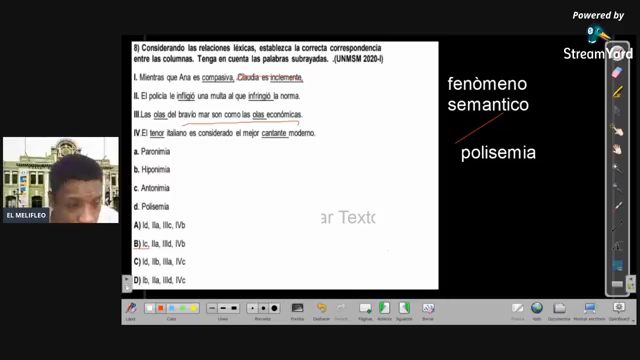 Powered by
StreamYard
8) Considerando las relaciones léxicas, establezca la correcta correspondencia
entre las columnas. Tenga en cuenta las palabras subrayadas. .(UNMSM 2020-I)
I. Mientras que Ana es compasiva, Claudia es inclemente,
II. El policía le infligió una multa al que infringió la norma.
III. Las olas del bravío mar son como las olas económicas.
IV. El tenor italiano es considerado el mejor cantante moderno.
a. Paronimia
b. Hiponimia
c. Antonimia
d. Polisemia
A) Id, IIa, IIIc, IVb
B) Ic, IIa, IIId, IVb
C) Id, IIb, IIIa, IVc
D) Ib, IIa, IIId, IVc
fenòmeno
semantico
polisemia
ar Texto
EL MELIFLEO